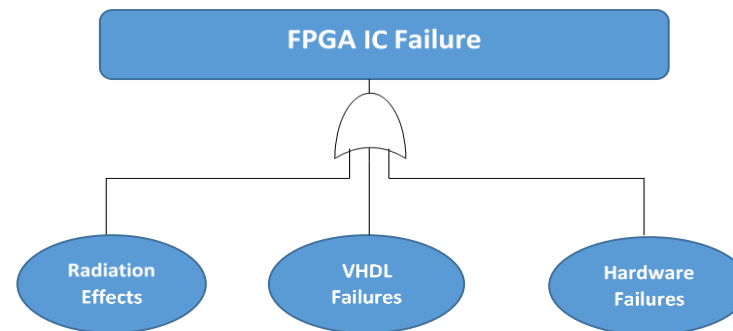 FPGA IC Failure
Radiation
Effects
VHDL
Failures
Hardware
Failures